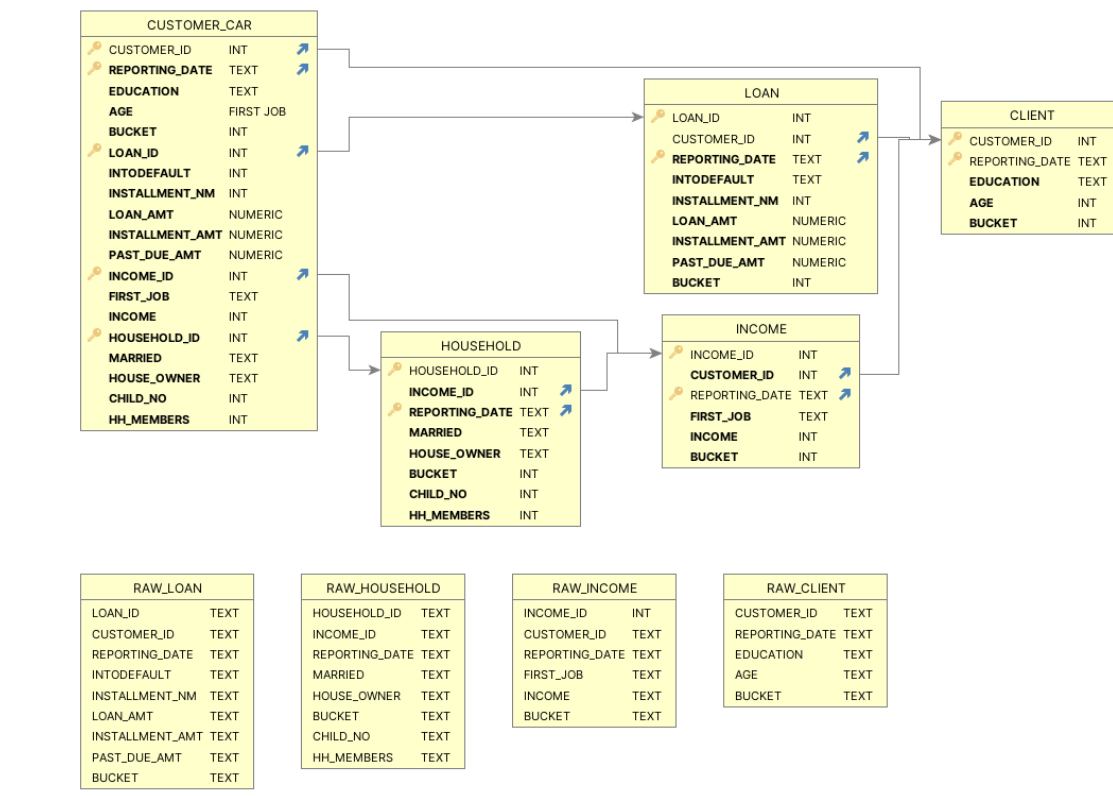 CUSTOMER_CAR
CUSTOMER_ID INT
REPORTING_DATE TEXT
EDUCATION TEXT
AGE FIRST JOB
BUCKET INT
LOAN_ID INT
INTODEFAULT INT
INSTALLMENT_NM INT
LOAN_AMT NUMERIC
INSTALLMENT_AMT NUMERIC
PAST_DUE_AMT NUMERIC
INCOME_ID INT
FIRST_JOB TEXT
INCOME INT
HOUSEHOLD_ID INT
MARRIED TEXT
HOUSE_OWNER TEXT
CHILD_NO INT
HH_MEMBERS INT
LOAN
LOAN_ID INT
CUSTOMER_ID INT
REPORTING_DATE TEXT
INTODEFAULT TEXT
INSTALLMENT_NM INT
LOAN_AMT NUMERIC
INSTALLMENT_AMT NUMERIC
PAST_DUE_AMT NUMERIC
BUCKET INT
CLIENT
CUSTOMER_ID INT
REPORTING_DATE TEXT
EDUCATION TEXT
AGE INT
BUCKET INT
HOUSEHOLD
HOUSEHOLD_ID INT
INCOME_ID INT
REPORTING_DATE TEXT
MARRIED TEXT
HOUSE_OWNER TEXT
BUCKET INT
CHILD_NO INT
HH_MEMBERS INT
INCOME
INCOME_ID INT
CUSTOMER_ID INT
REPORTING_DATE TEXT
FIRST_JOB TEXT
INCOME INT
BUCKET INT
RAW_LOAN
LOAN_ID TEXT
CUSTOMER_ID TEXT
REPORTING_DATE TEXT
INTODEFAULT TEXT
INSTALLMENT_NM TEXT
LOAN_AMT TEXT
INSTALLMENT_AMT TEXT
PAST_DUE_AMT TEXT
BUCKET TEXT
RAW_HOUSEHOLD
HOUSEHOLD_ID TEXT
INCOME_ID TEXT
REPORTING_DATE TEXT
MARRIED TEXT
HOUSE_OWNER TEXT
BUCKET TEXT
CHILD_NO TEXT
HH_MEMBERS TEXT
RAW_INCOME
INCOME_ID INT
CUSTOMER_ID TEXT
REPORTING_DATE TEXT
FIRST_JOB TEXT
INCOME TEXT
BUCKET TEXT
RAW_CLIENT
CUSTOMER_ID TEXT
REPORTING_DATE TEXT
EDUCATION TEXT
AGE TEXT
BUCKET TEXT